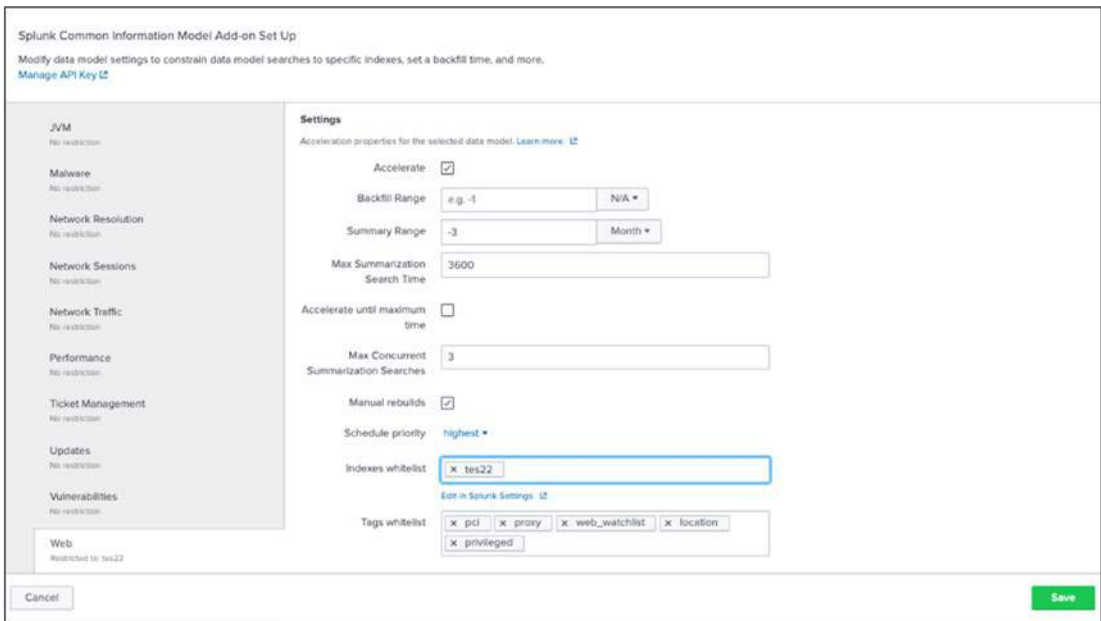 Splunk Common Information Model Add-on Set Up
Modify data model settings to constrain data model searches to specific indexes, set a backfill time, and more.
Manage API Key
JVM
No restriction
Malware
No restriction
Network Resolution
No restriction
Network Sessions
No restriction
Network Traffic
No restriction
Performance
No restriction
Ticket Management
No restriction
Updates
No restriction
Vulnerabilities
No restriction
Web
Restricted to: tes22
Settings
Acceleration properties for the selected data model. Learn more
Accelerate
Backfill Range e.g. -1 N/A
Summary Range -3 Month
Max Summarization
Search Time 3600
Accelerate until maximum
time
Max Concurrent
Summarization Searches 3
Manual rebuilds
Schedule priority highest
Indexes whitelist × tes22
Edit in Splunk Settings
Tags whitelist × pci × proxy × web_watchlist × location
× privileged
Cancel Save